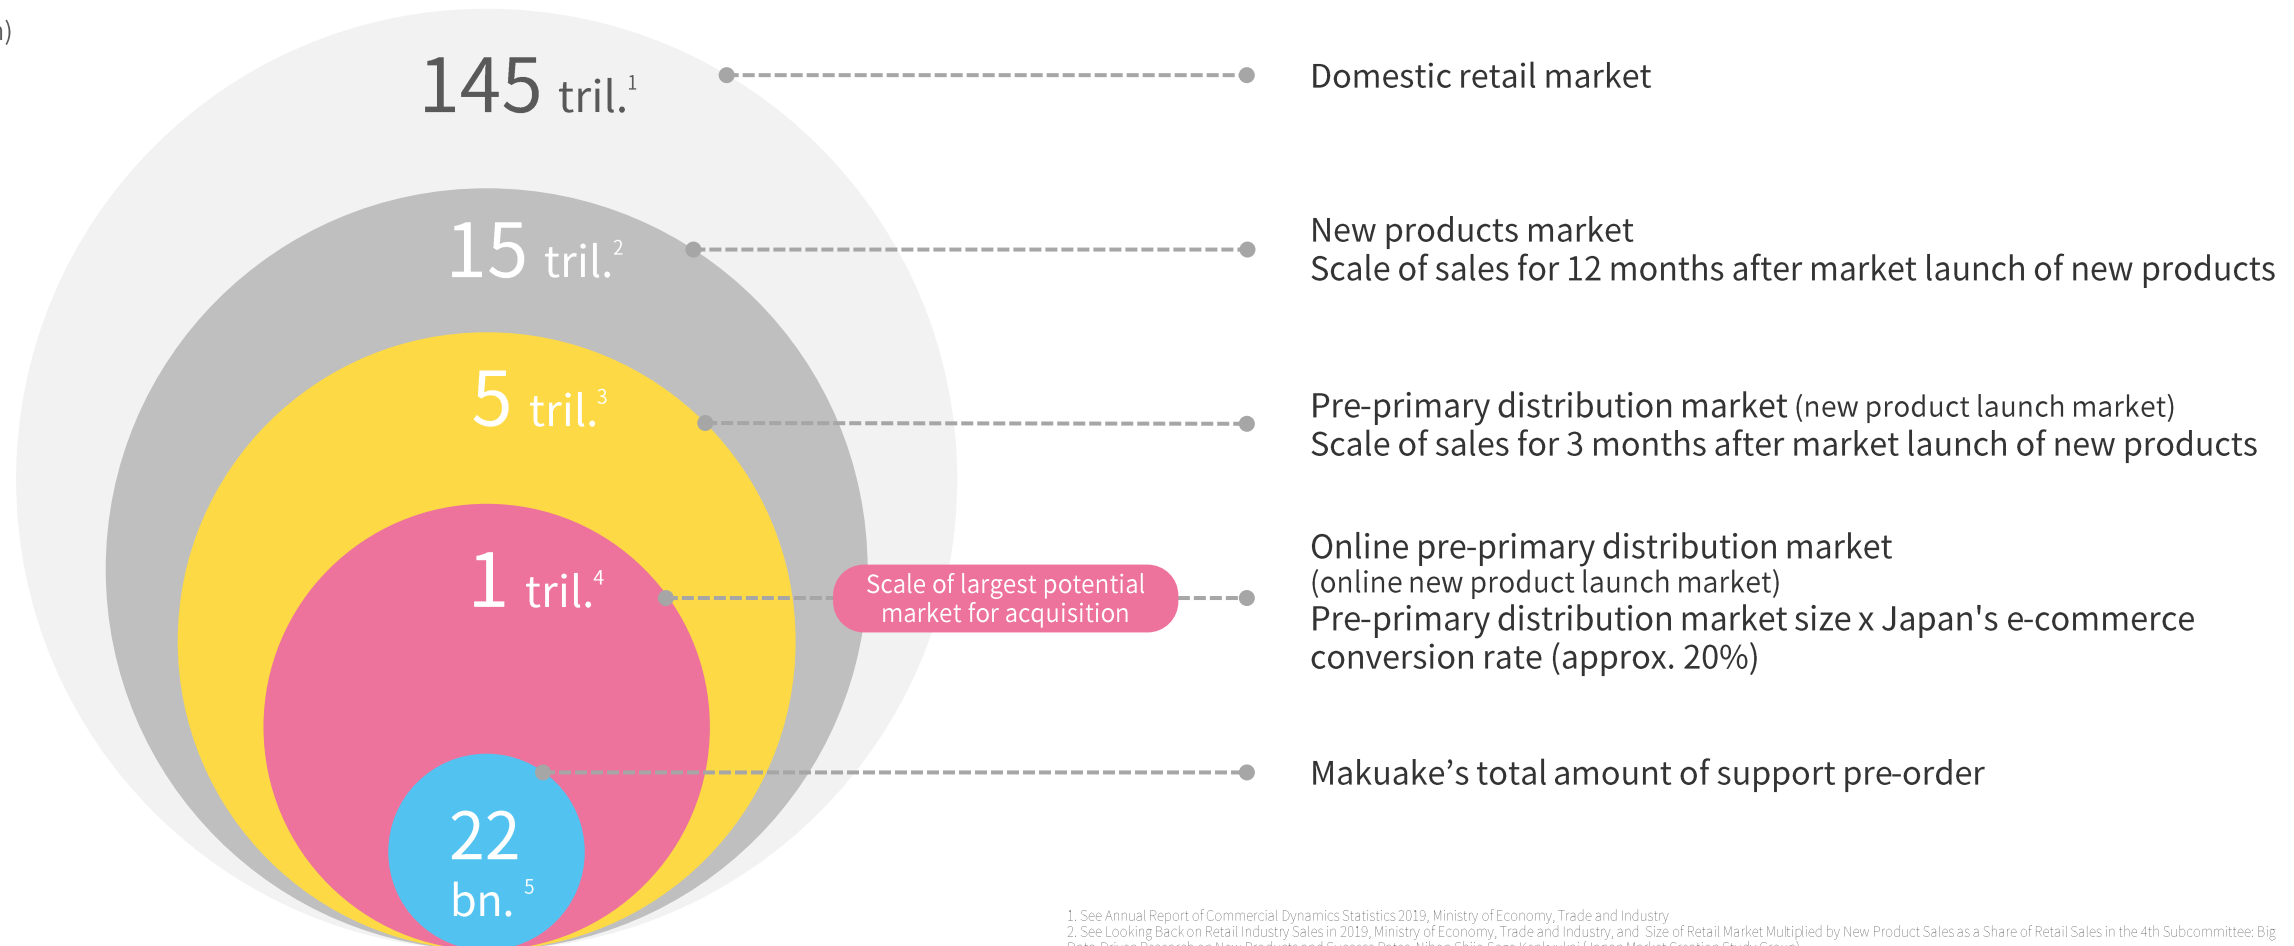 145 tril.1
Domestic retail market
15 tril.2
New products market
Scale of sales for 12 months after market launch of new products
5 tril.3
Pre-primary distribution market (new product launch market)
Scale of sales for 3 months after market launch of new products
1 tril.4
Scale of largest potential
market for acquisition
Online pre-primary distribution market
(online new product launch market)
Pre-primary distribution market size x Japan's e-commerce
conversion rate (approx. 20%)
22
bn. 5
Makuake’s total amount of support pre-order
1. See Annual Report of Commercial Dynamics Statistics 2019, Ministry of Economy, Trade and Industry
2. See Looking Back on Retail Industry Sales in 2019, Ministry of Economy, Trade and Industry, and Size of Retail Market Multiplied by New Product Sales as a Share of Retail Sales in the 4th Subcommittee: Big